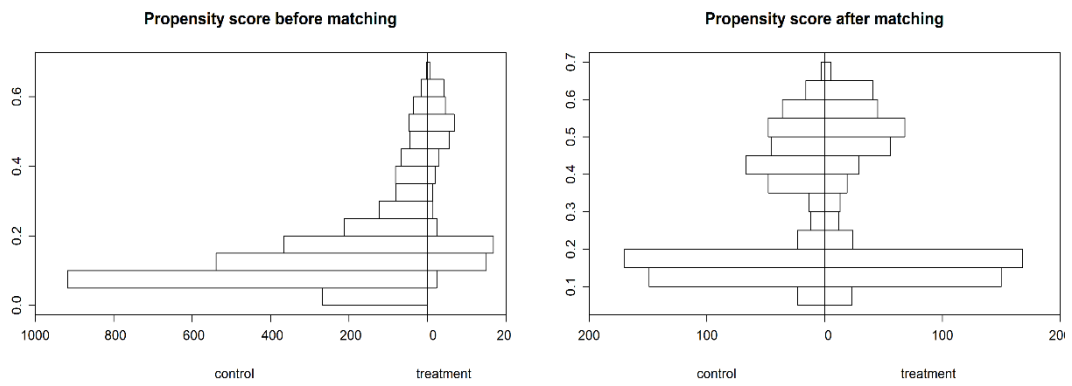 Propensity score before matching
0.6
0.4
0.2
0.0
1000 800 600 400 200 0 20
control treatment
Propensity score after matching
0.7
0.6
0.5
0.4
0.3
0.2
0.1
200 100 0 100 200
control treatment